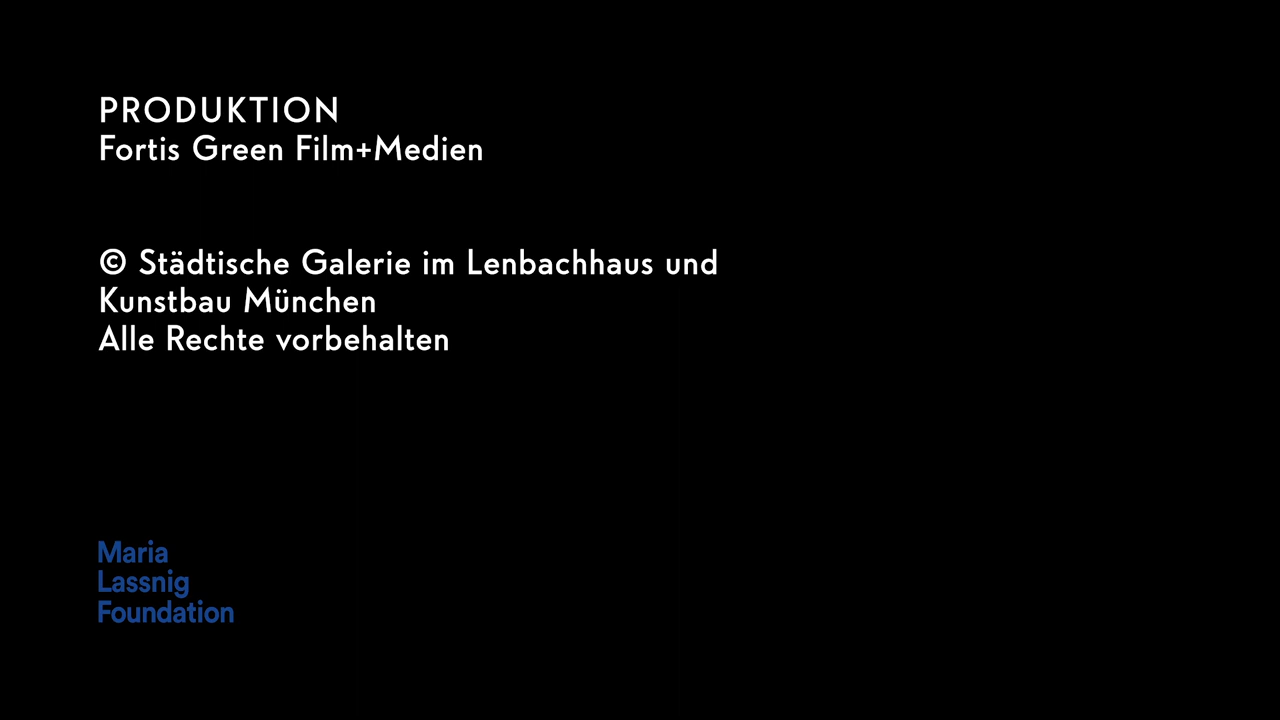 PRODUKTION
Fortis Green Film+Medien
© Städtische Galerie im Lenbachhaus und
Kunstbau München
Alle Rechte vorbehalten
Maria
Lassnig
Foundation